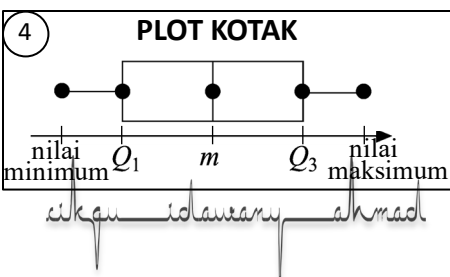 4
PLOT KOTAK
nilai minimum Q₁ m Q₃ nilai maksimum
cikgu idawany ahmad